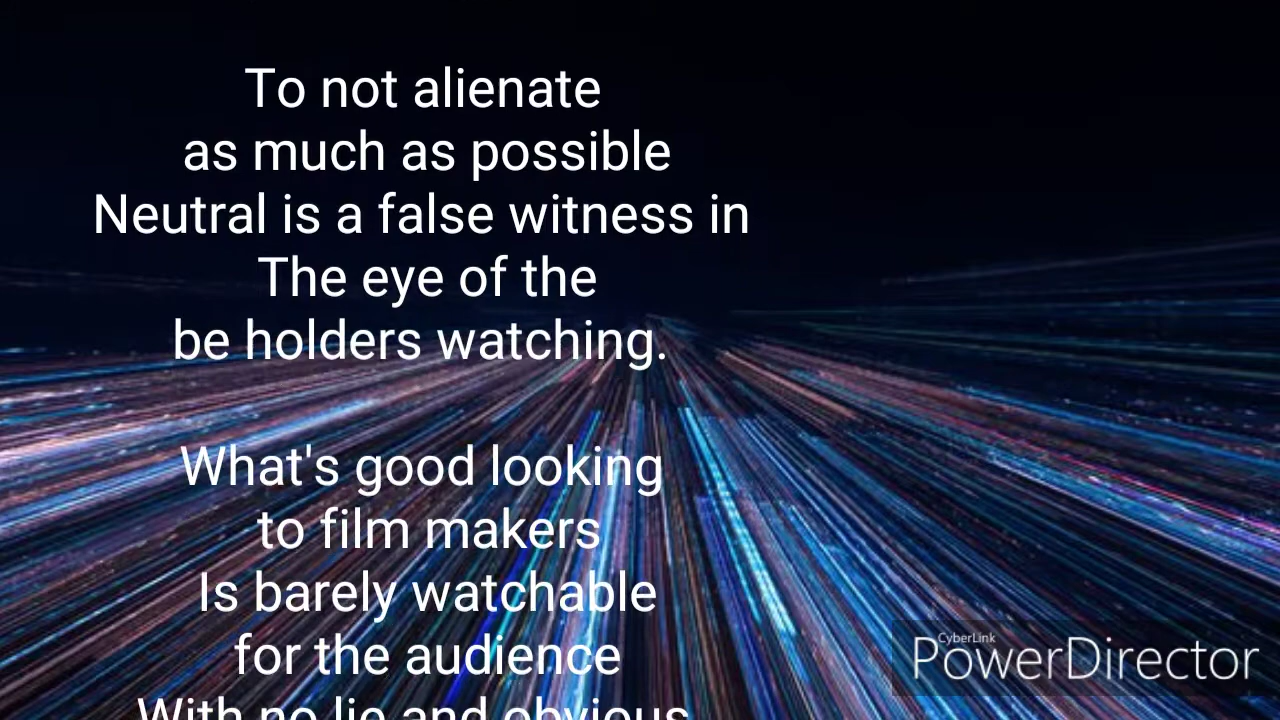 To not alienate
as much as possible
Neutral is a false witness in
The eye of the
be holders watching.
What's good looking
to film makers
Is barely watchable
for the audience
With no lie and obvious
CyberLink
PowerDirector